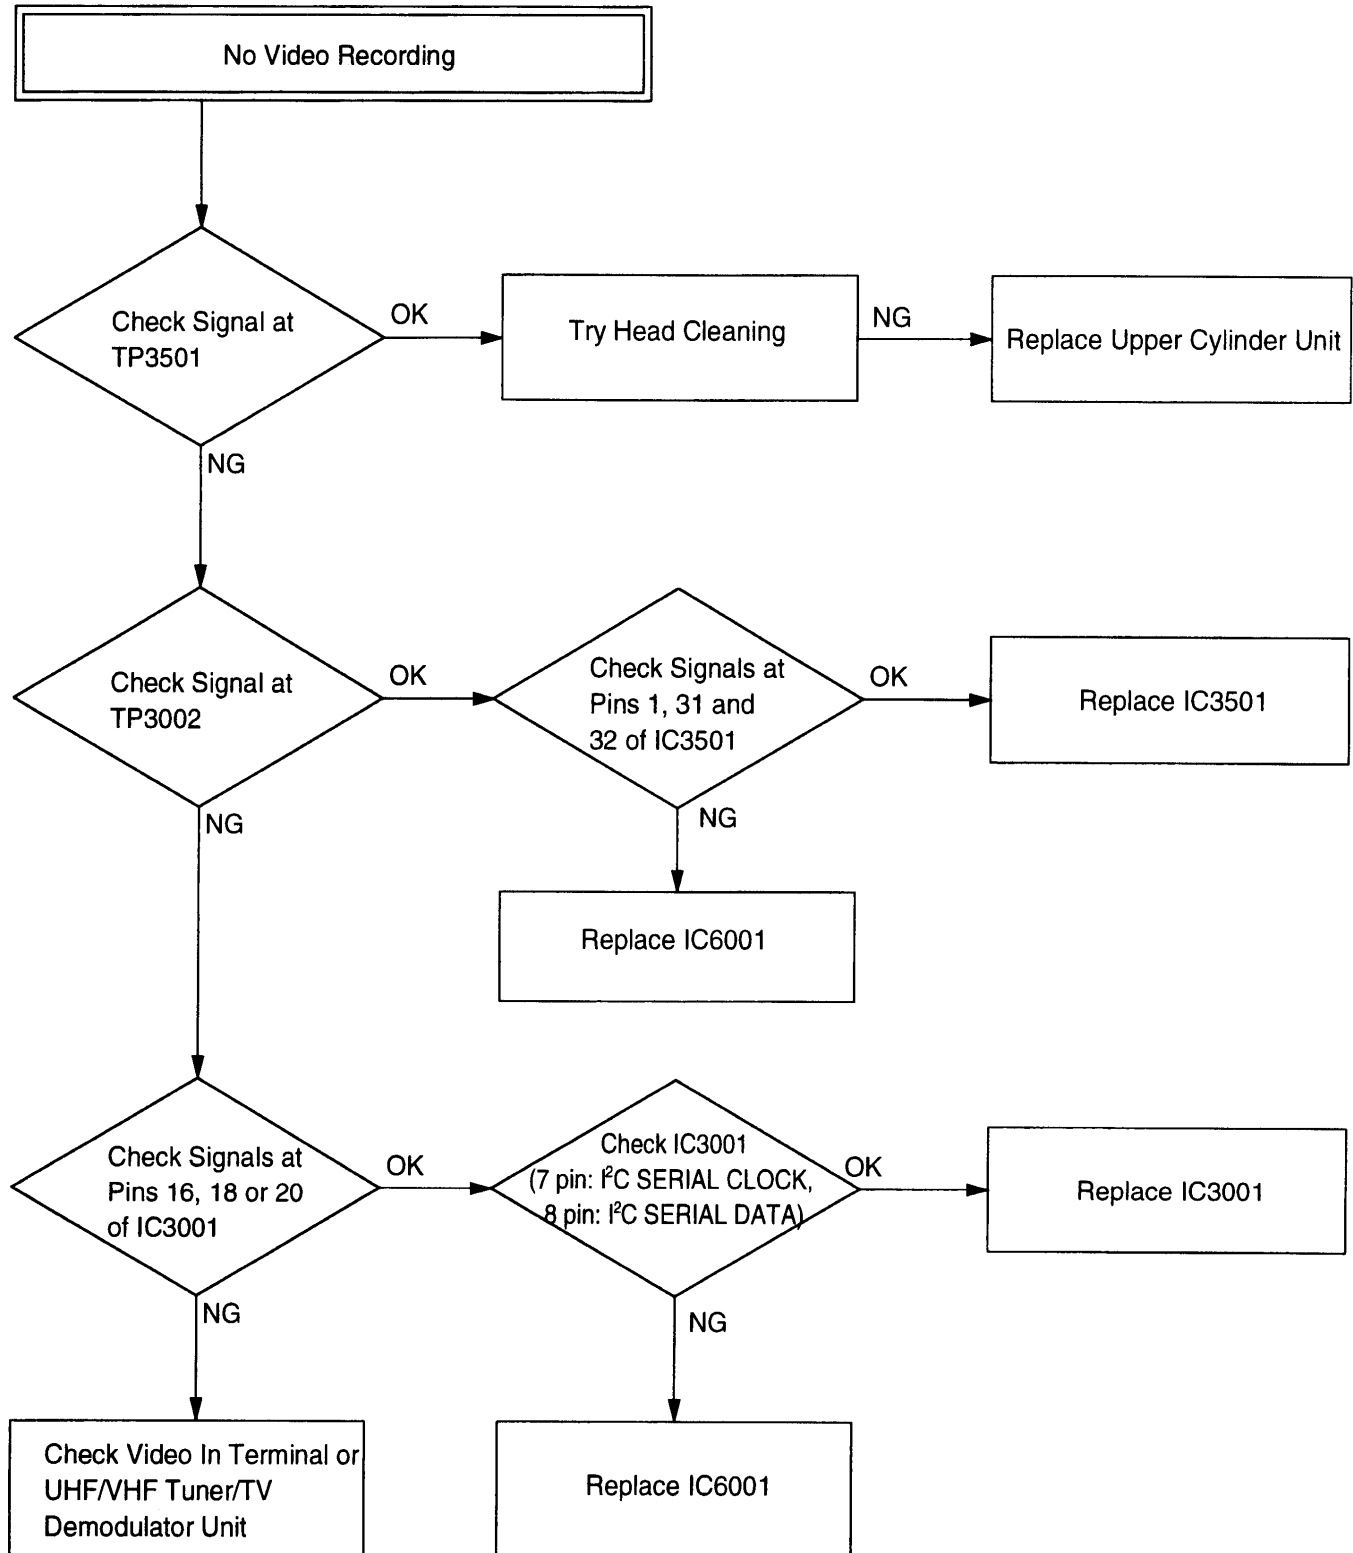 No Video Recording
Check Signal at
TP3501
OK
Try Head Cleaning
NG
Replace Upper Cylinder Unit
NG
Check Signal at
TP3002
OK
Check Signals at
Pins 1, 31 and
32 of IC3501
OK
Replace IC3501
NG
NG
Replace IC6001
Check Signals at
Pins 16, 18 or 20
of IC3001
OK
Check IC3001
(7 pin: I²C SERIAL CLOCK,
8 pin: I²C SERIAL DATA)
OK
Replace IC3001
NG
NG
Check Video In Terminal or
UHF/VHF Tuner/TV
Demodulator Unit
Replace IC6001